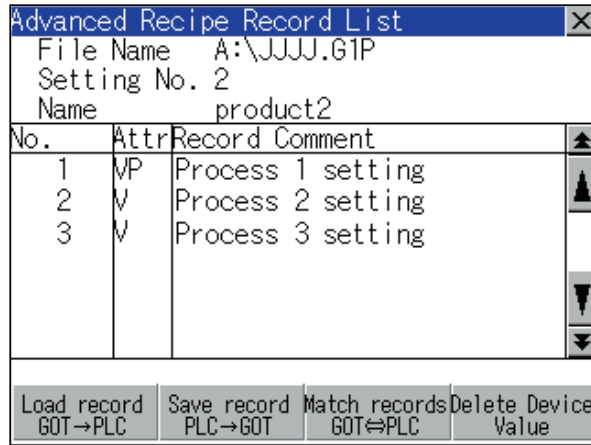 Advanced Recipe Record List
File Name A:\JJJJ.G1P
Setting No. 2
Name product2
No. Attr Record Comment
1 VP Process 1 setting
2 V Process 2 setting
3 V Process 3 setting
Load record Save record Match records Delete Device
GOT→PLC PLC→GOT GOT⇔PLC Value